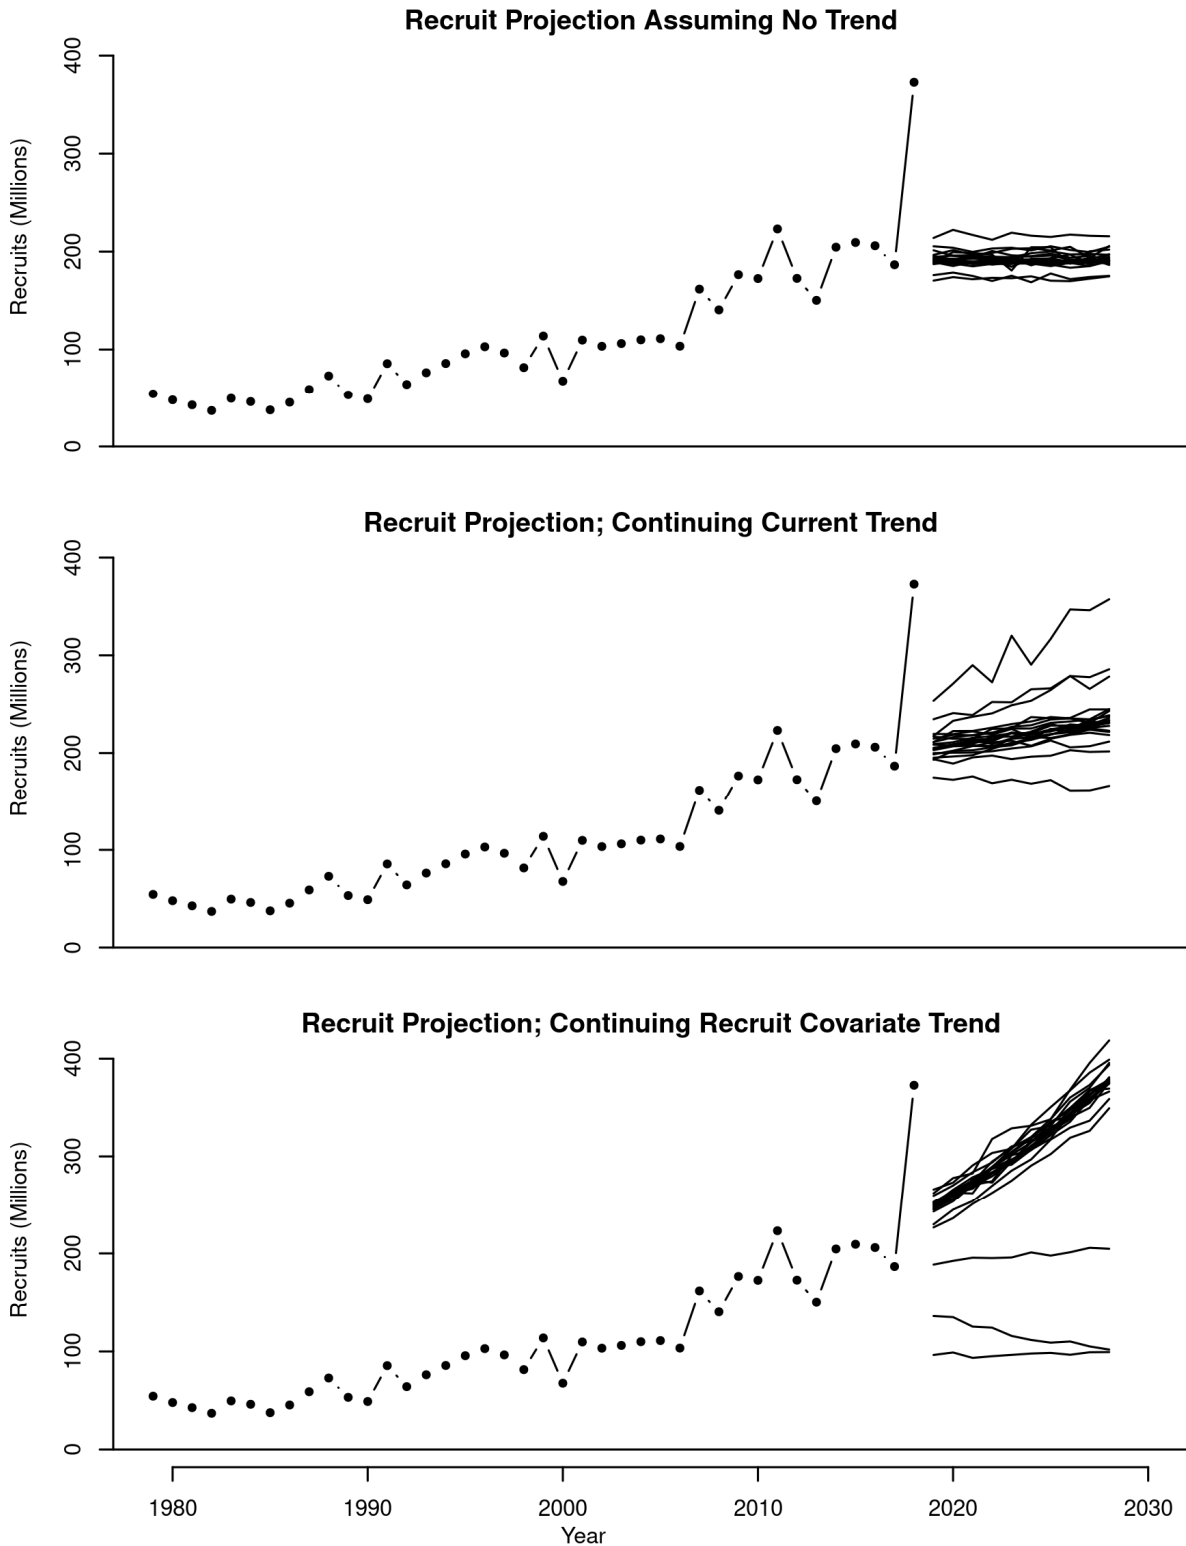 Recruit Projection Assuming No Trend
400
300
200
100
0
Recruits (Millions)
Recruit Projection; Continuing Current Trend
400
300
200
100
0
Recruits (Millions)
Recruit Projection; Continuing Recruit Covariate Trend
400
300
200
100
0
Recruits (Millions)
1980 1990 2000 2010 2020 2030
Year